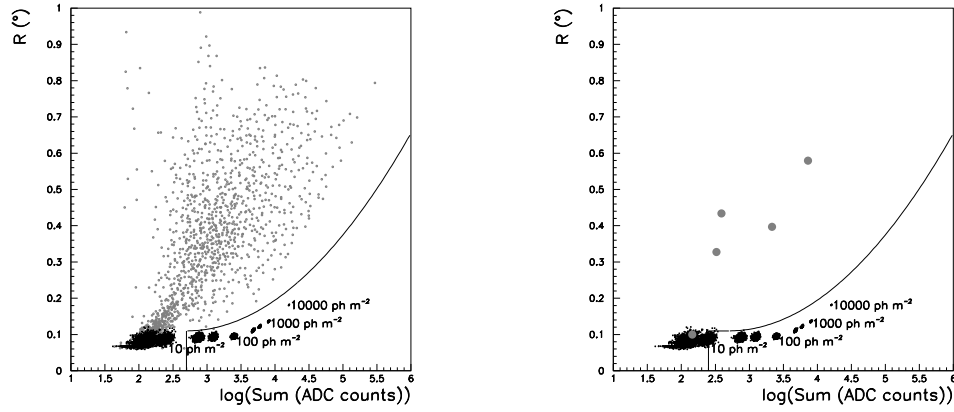 R (°)
1
0.9
0.8
0.7
0.6
0.5
0.4
0.3
0.2
0.1
0
10000 ph m⁻²
1000 ph m⁻²
100 ph m⁻²
10 ph m⁻²
1 1.5 2 2.5 3 3.5 4 4.5 5 5.5 6
log(Sum (ADC counts))
R (°)
1
0.9
0.8
0.7
0.6
0.5
0.4
0.3
0.2
0.1
0
10000 ph m⁻²
1000 ph m⁻²
100 ph m⁻²
10 ph m⁻²
1 1.5 2 2.5 3 3.5 4 4.5 5 5.5 6
log(Sum (ADC counts))